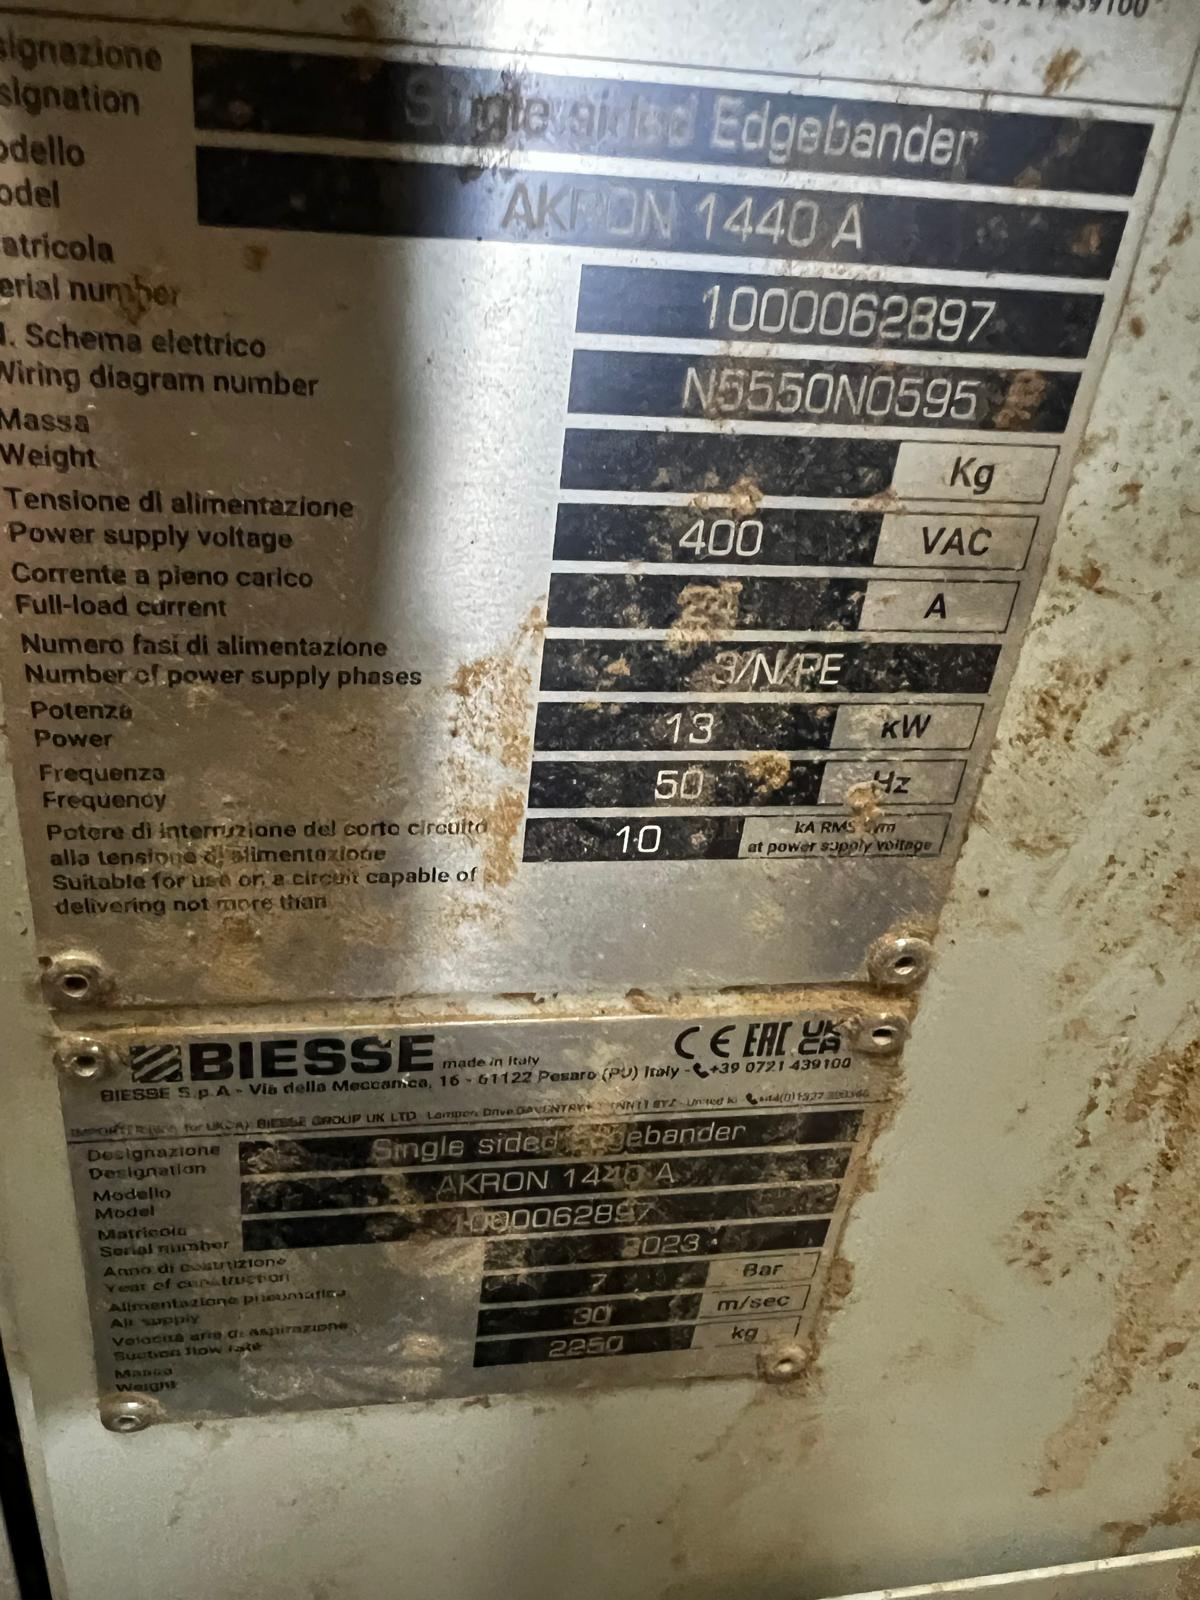 Designation
Single sided Edgebander
AKRON 1440 A
Serial number
1000062897
Schema elettrico
Wiring diagram number
N5550N0595
Massa
Weight
Kg
Tensione di alimentazione
Power supply voltage
400
VAC
Corrente a pieno carico
Full-load current
A
Numero fasi di alimentazione
Number of power supply phases
3/N/PE
Potenza
Power
13
kW
Frequenza
Frequency
50
Hz
Potere di interruzione del corto circuito
alla tensione di alimentazione
Suitable for use on a circuit capable of
delivering not more than
10
kA RMS Sym
at power supply voltage
BIESSE made in Italy CE EAC UK CA
BIESSE S.p.A - Via della Meccanica, 16 - 61122 Pesaro (PU) Italy - +39 0721 439100
BIESSE GROUP UK LTD
Designazione
Designation
Single sided Edgebander
Modello
Model
AKRON 1440 A
Matricola
Serial number
1000062897
Anno di costruzione
Year of construction
2023
Alimentazione pneumatica
Air supply
7
Bar
Velocità aria di aspirazione
Suction flow rate
30
m/sec
Massa
Weight
2250
kg